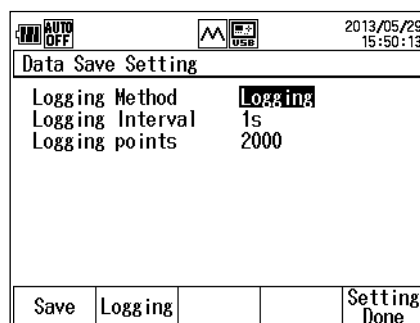 AUTO OFF USB 2013/05/29
15:50:13
Data Save Setting
Logging Method Logging
Logging Interval 1s
Logging points 2000
Save Logging Setting Done